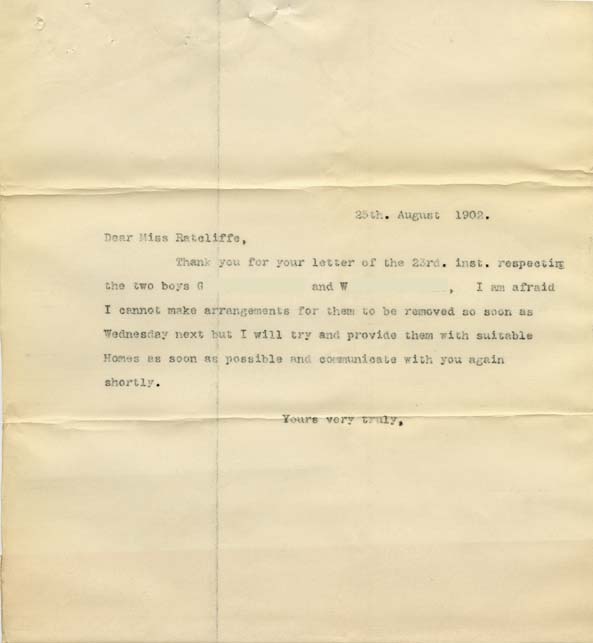 25th. August 1902.
Dear Miss Ratcliffe,
Thank you for your letter of the 23rd. inst. respecting
the two boys G and W , I am afraid
I cannot make arrangements for them to be removed so soon as
Wednesday next but I will try and provide them with suitable
Homes as soon as possible and communicate with you again
shortly.
Yours very truly,